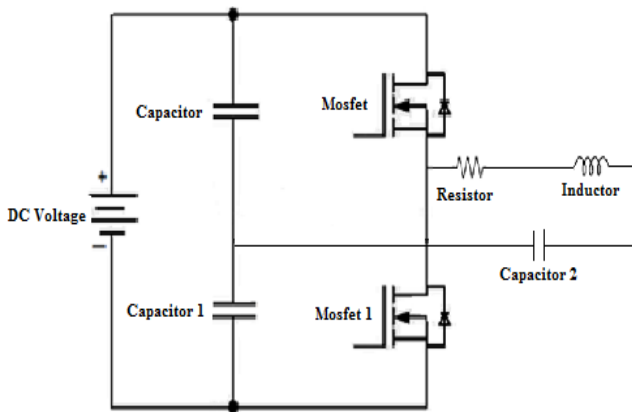 Capacitor
Mosfet
+
Resistor
Inductor
DC Voltage
−
Capacitor 2
Capacitor 1
Mosfet 1